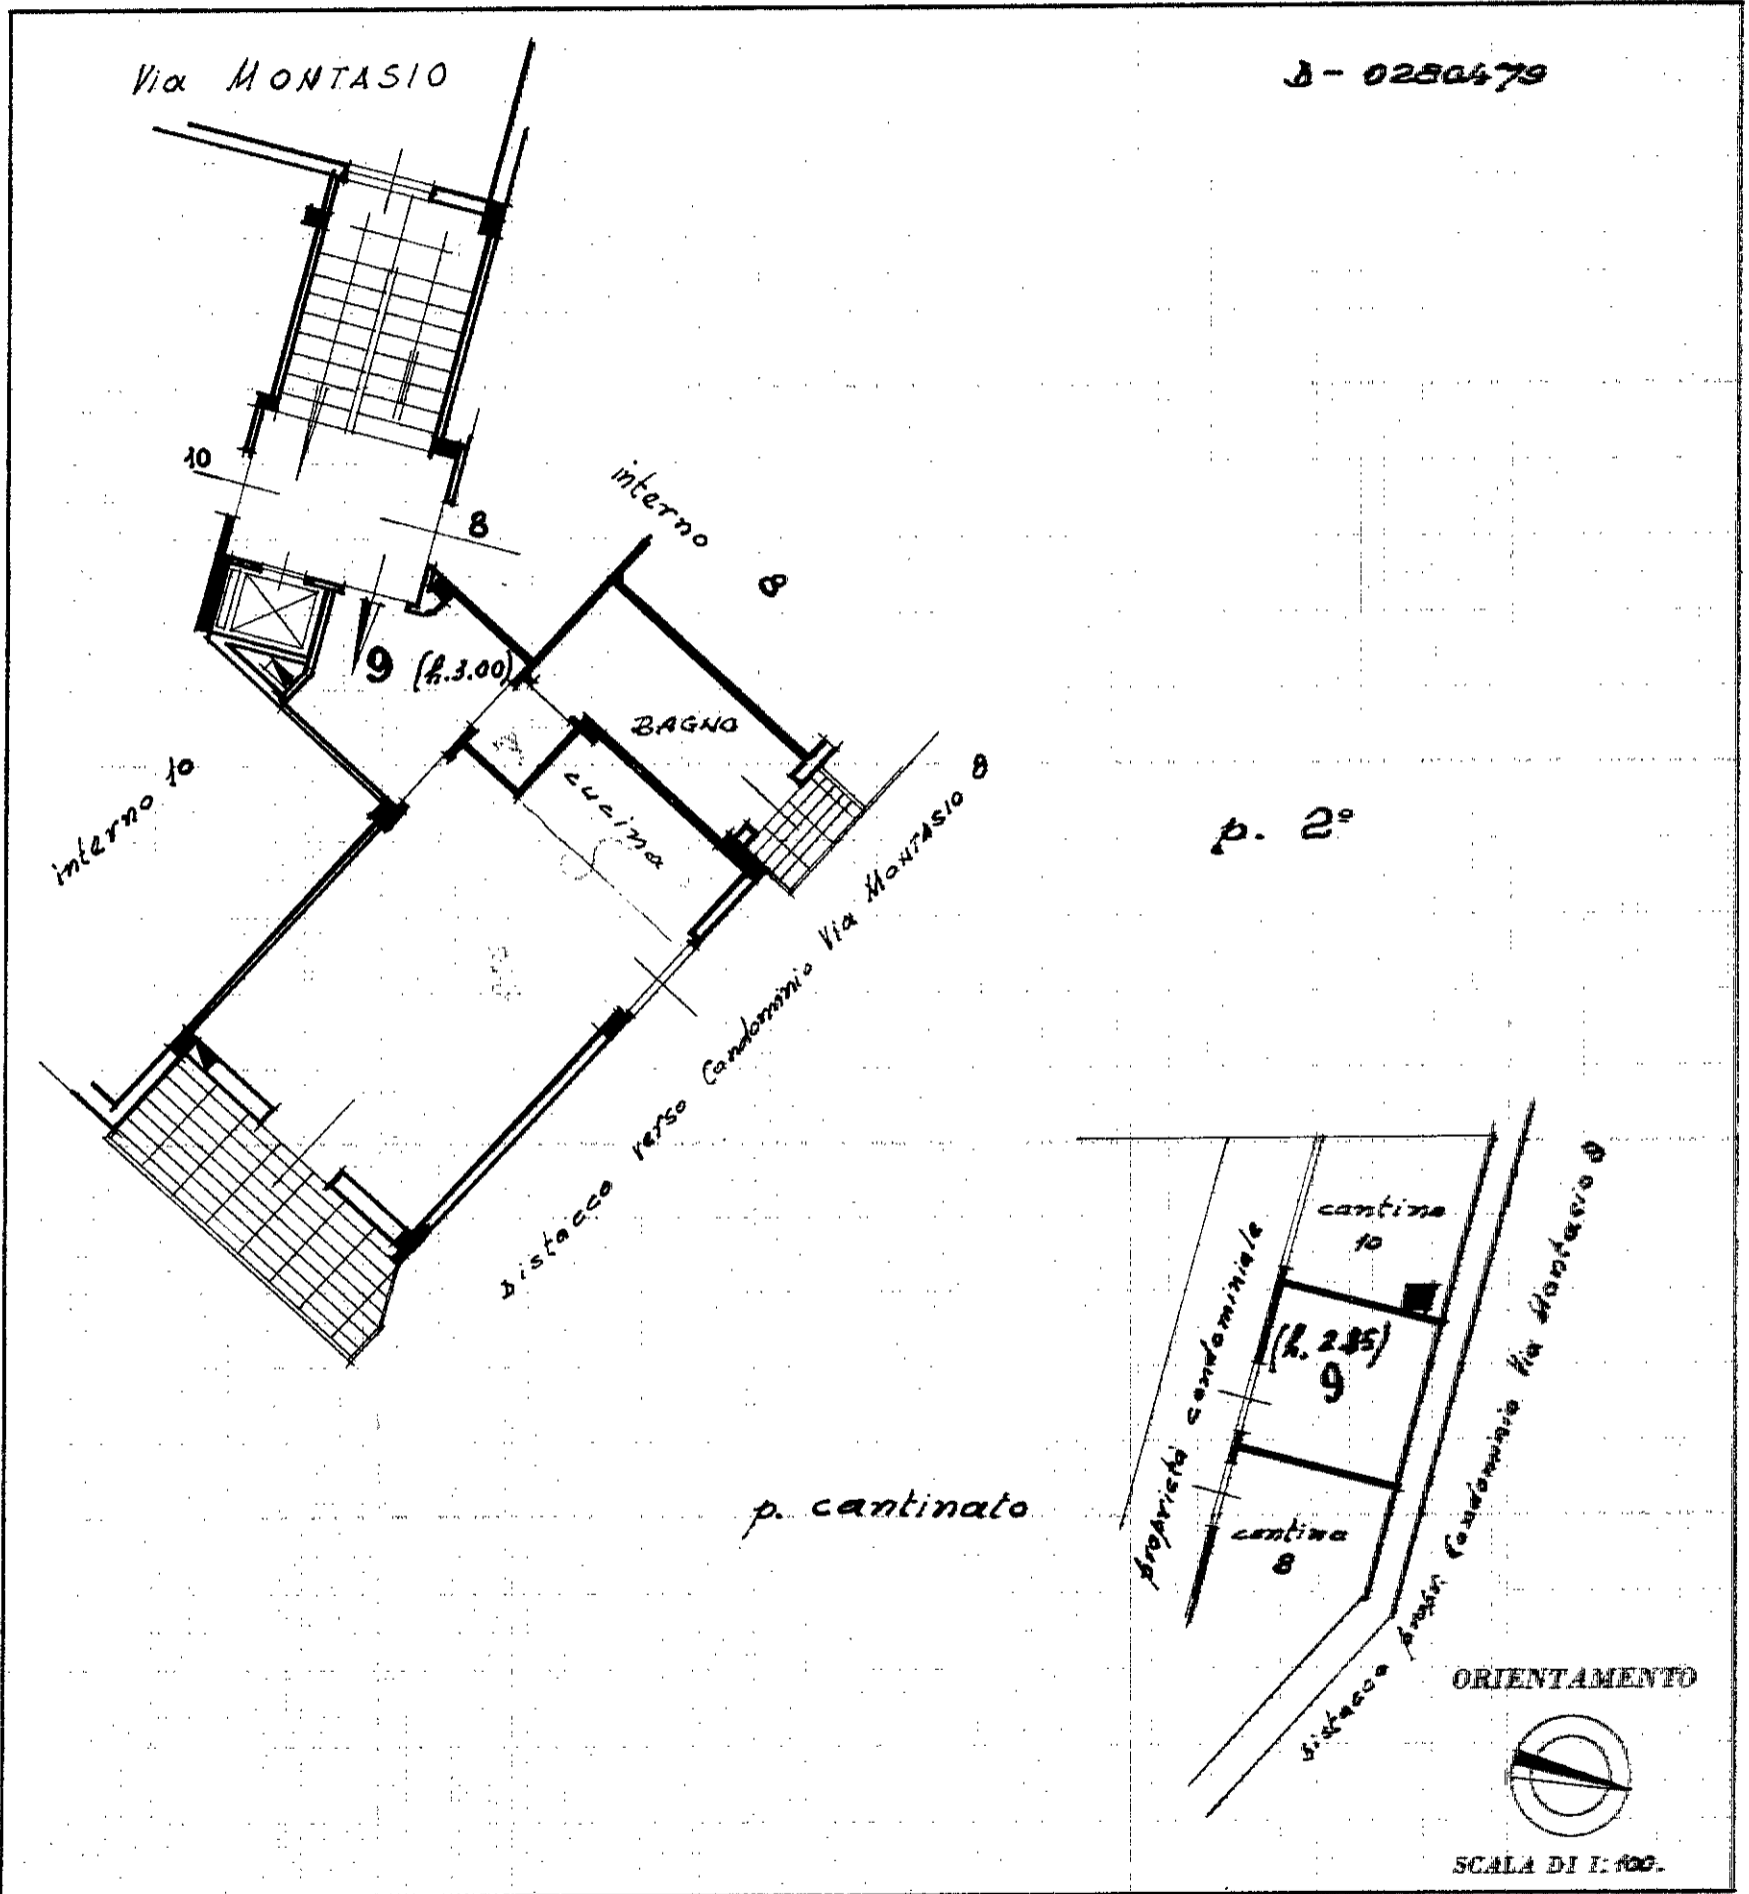 Via MONTASIO
D - 0280479
10
8
interno 8
9 (h. 3.00)
BAGNO
cucina
interno 10
p. 2°
Distacco verso Condominio Via MONTASIO 8
cantina
10
proprietà condominiale
(h. 2.85)
9
cantina
8
p. cantinato
Distacco verso Condominio Via Montasio 8
ORIENTAMENTO
SCALA DI 1:100.